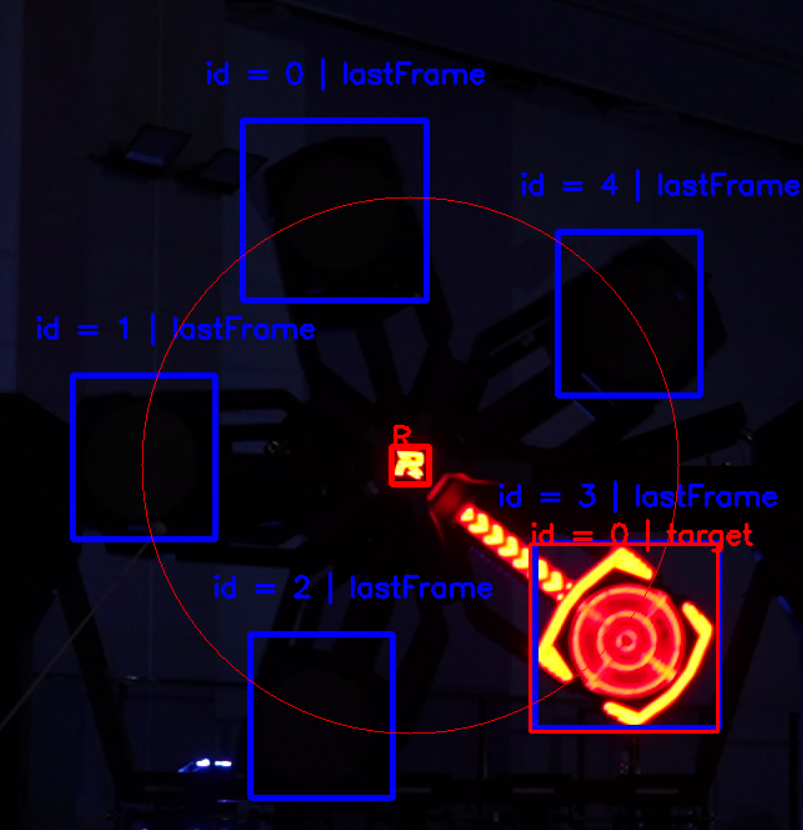 id = 0 | lastFrame
id = 4 | lastFrame
id = 1 | lastFrame
R
R
id = 3 | lastFrame
id = 0 | target
id = 2 | lastFrame